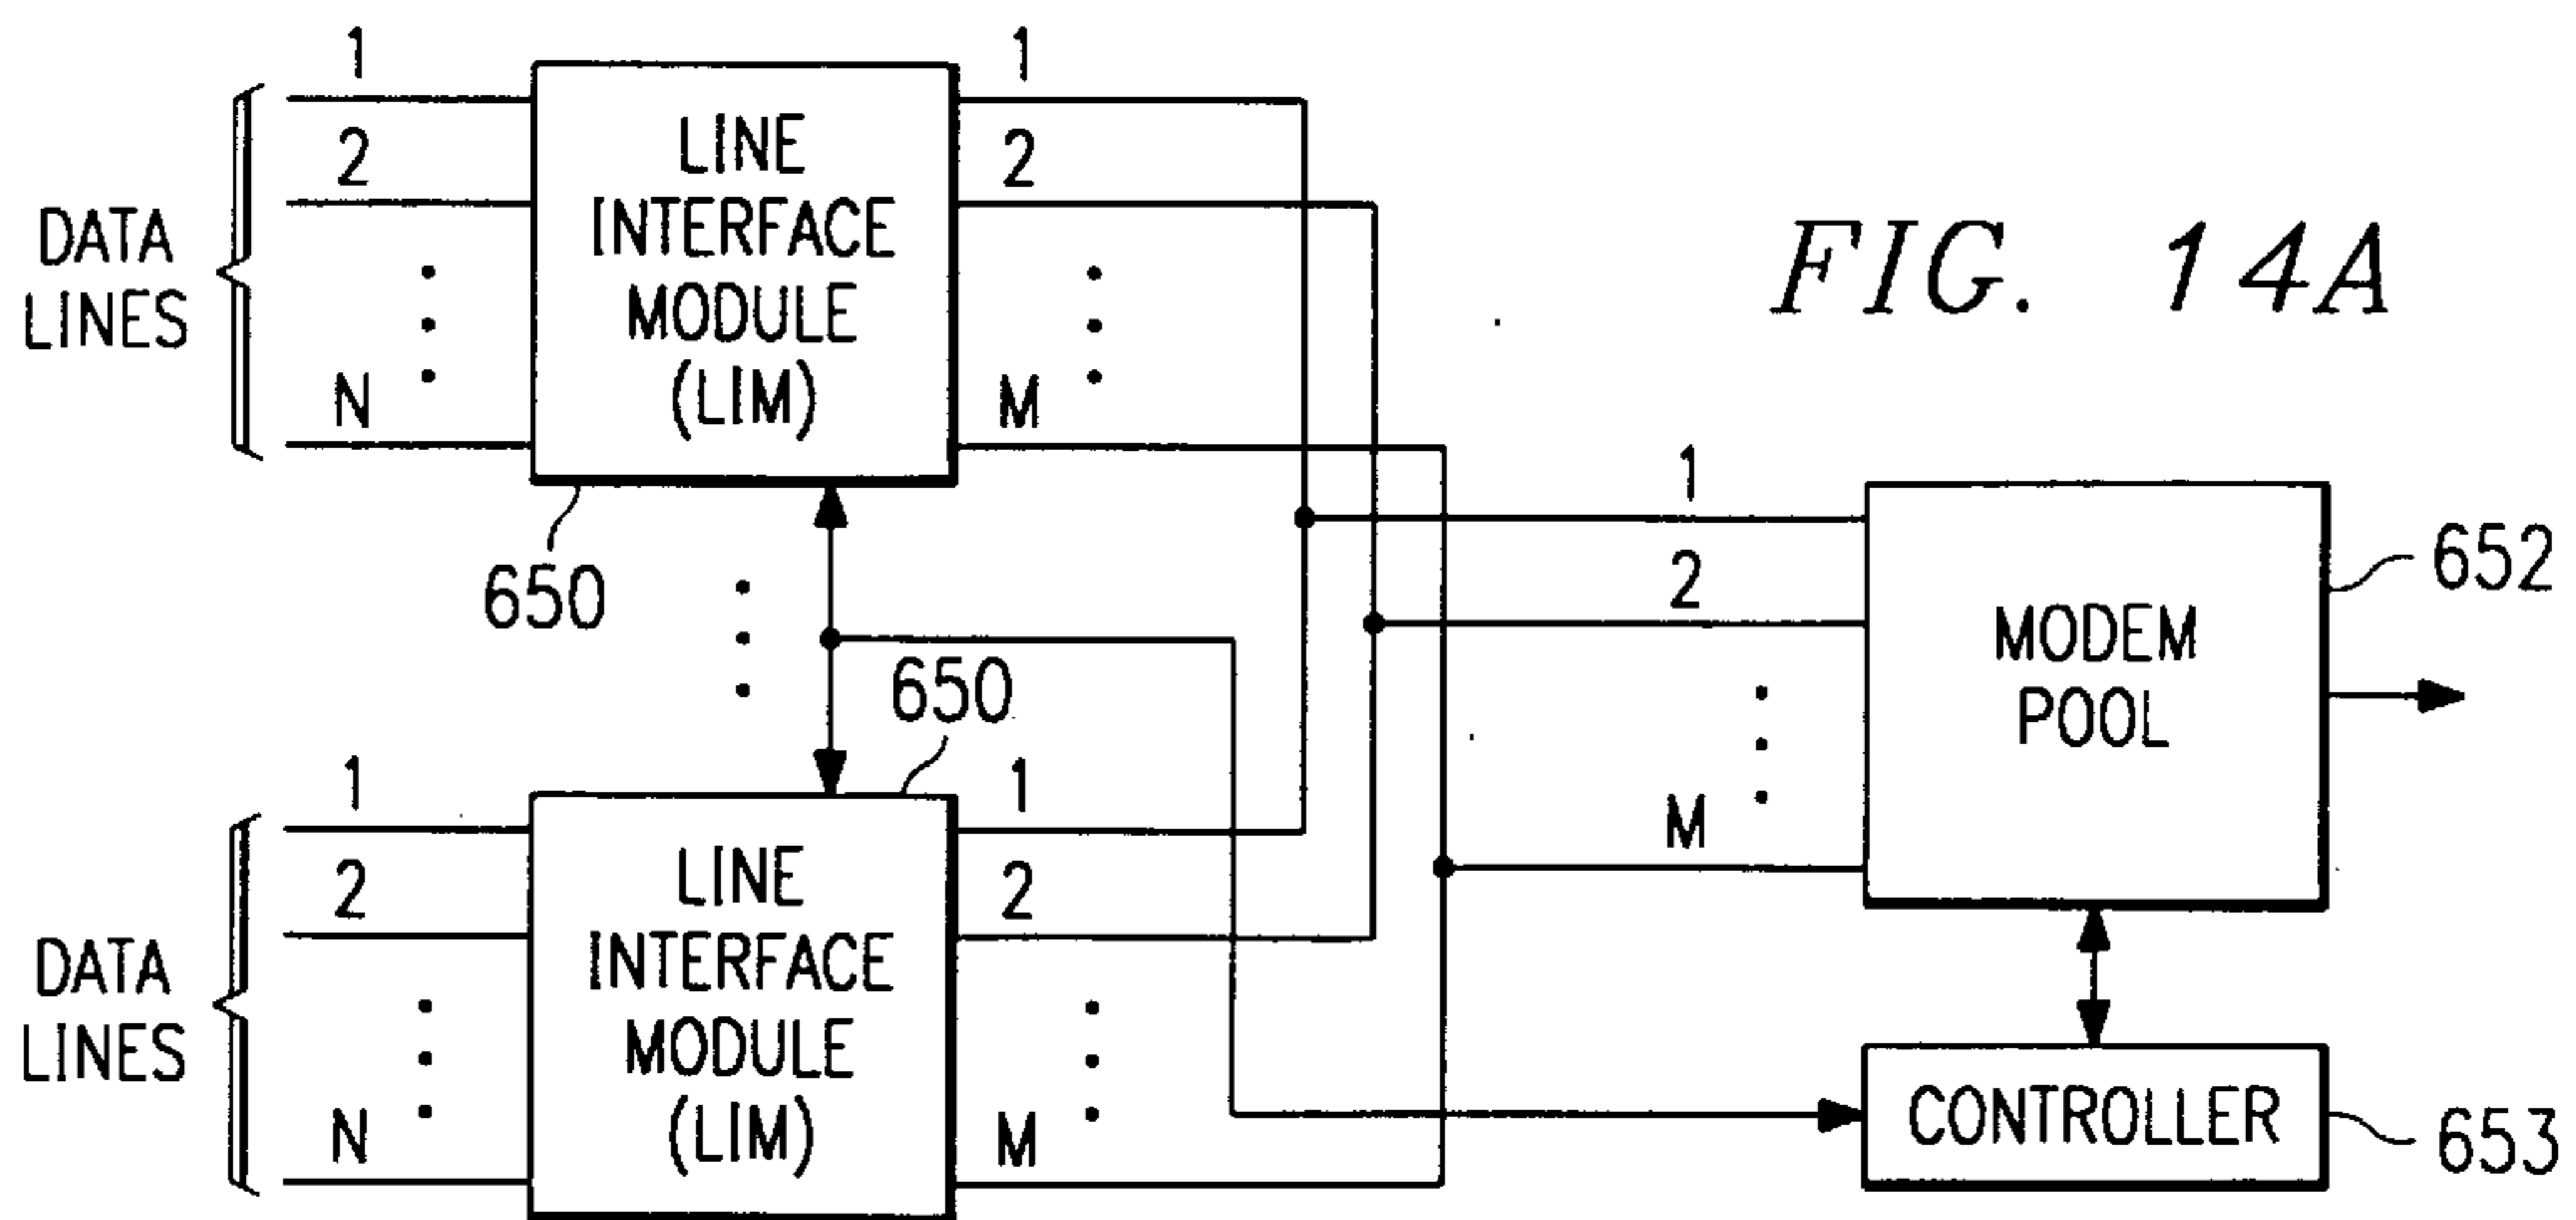 FIG. 14A
DATA
LINES
1
2
N
LINE
INTERFACE
MODULE
(LIM)
1
2
M
650
650
DATA
LINES
1
2
N
LINE
INTERFACE
MODULE
(LIM)
1
2
M
1
2
M
MODEM
POOL
652
CONTROLLER
653